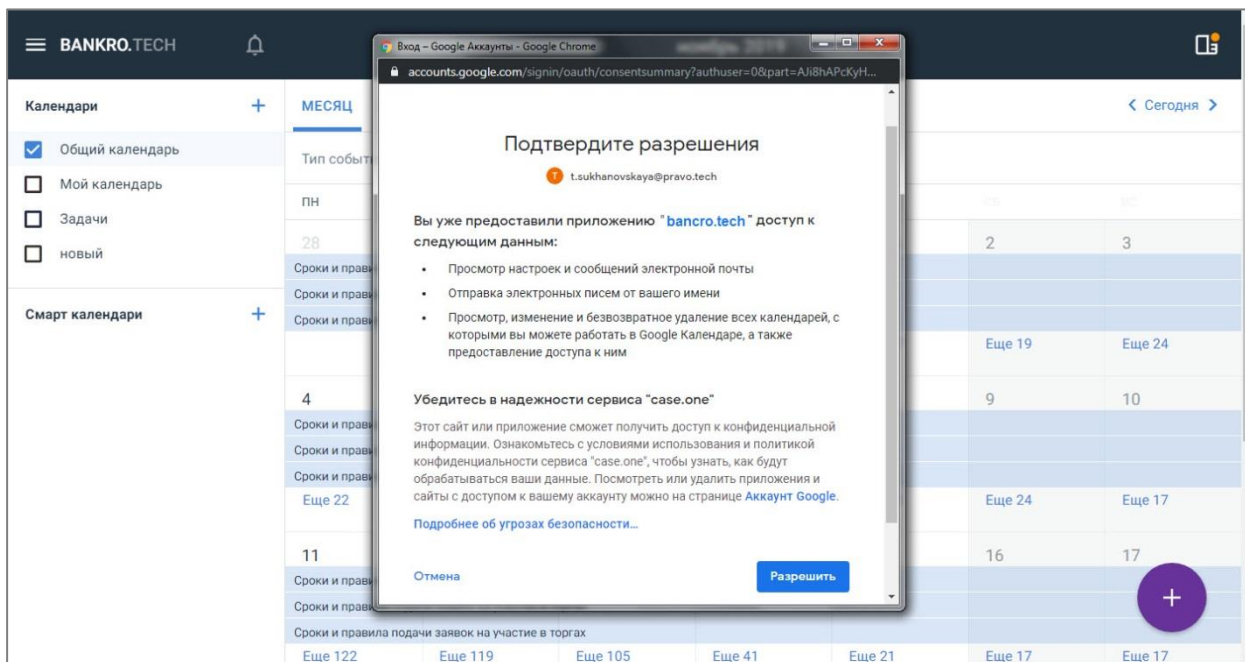 BANKRO.TECH
Вход – Google Аккаунты - Google Chrome
ноябрь 2019
accounts.google.com/signin/oauth/consentsummary?authuser=0&part=AJi8hAPcKyH...
Календари +
Общий календарь
Мой календарь
Задачи
новый
Смарт календари +
МЕСЯЦ
Сегодня
Тип событ
ПН
28
2 3
Сроки и прави
Сроки и прави
Сроки и прави
Еще 19 Еще 24
4
9 10
Сроки и прави
Сроки и прави
Сроки и прави
Еще 22
Еще 24 Еще 17
11
16 17
Сроки и прави
Сроки и прави
Сроки и правила подачи заявок на участие в торгах
Еще 122 Еще 119 Еще 105 Еще 41 Еще 21 Еще 17 Еще 17
Подтвердите разрешения
T t.sukhanovskaya@pravo.tech
Вы уже предоставили приложению "bancro.tech" доступ к
следующим данным:
• Просмотр настроек и сообщений электронной почты
• Отправка электронных писем от вашего имени
• Просмотр, изменение и безвозвратное удаление всех календарей, с
которыми вы можете работать в Google Календаре, а также
предоставление доступа к ним
Убедитесь в надежности сервиса "case.one"
Этот сайт или приложение сможет получить доступ к конфиденциальной
информации. Ознакомьтесь с условиями использования и политикой
конфиденциальности сервиса "case.one", чтобы узнать, как будут
обрабатываться ваши данные. Посмотреть или удалить приложения и
сайты с доступом к вашему аккаунту можно на странице Аккаунт Google.
Подробнее об угрозах безопасности...
Отмена Разрешить
+